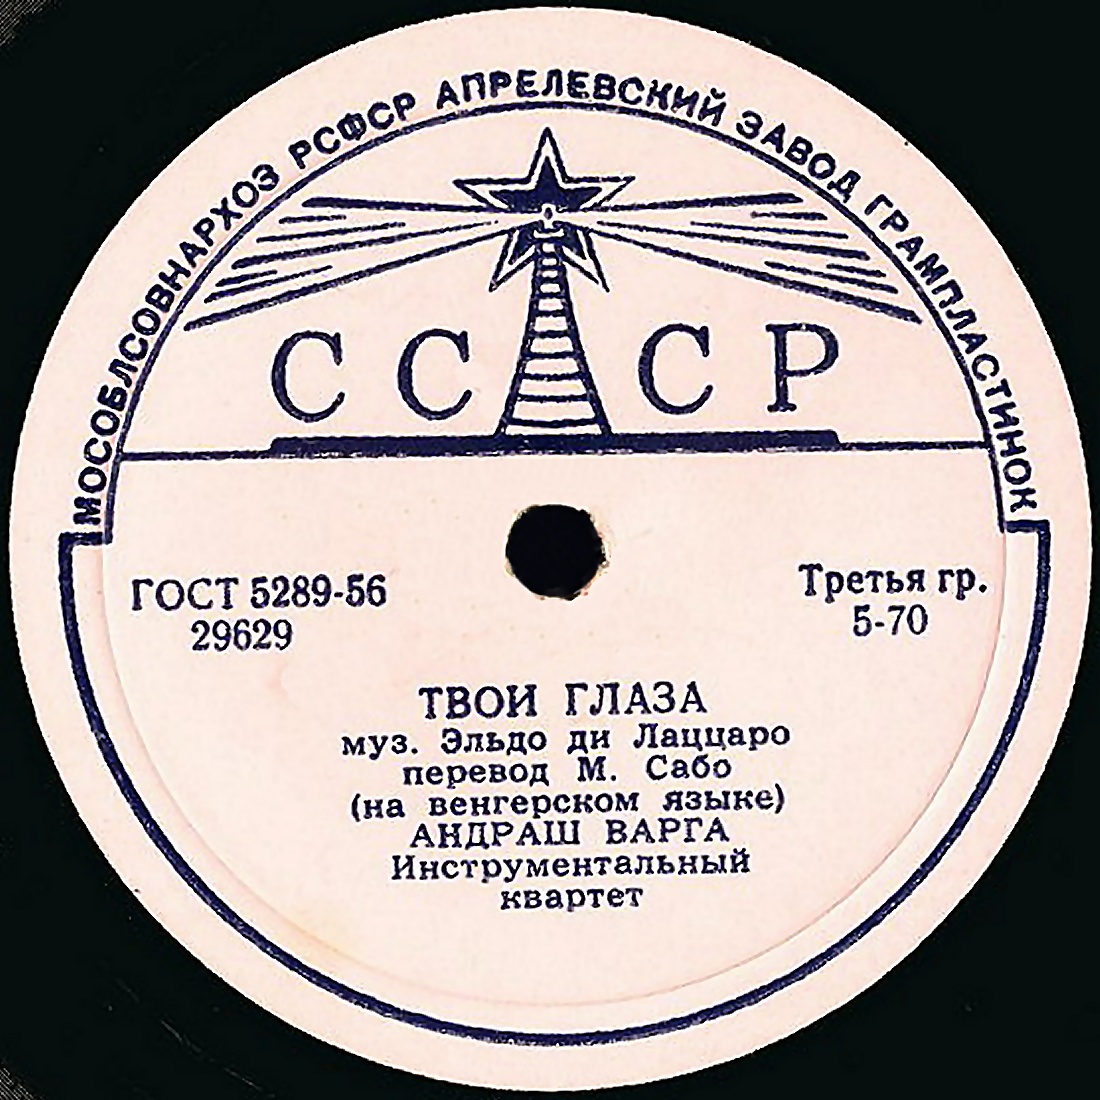 МОСОБЛСОВНАРХОЗ РСФСР АПРЕЛЕВСКИЙ ЗАВОД ГРАМПЛАСТИНОК
СССР
ГОСТ 5289-56
29629
Третья гр.
5-70
ТВОИ ГЛАЗА
муз. Эльдо ди Лаццаро
перевод М. Сабо
(на венгерском языке)
АНДРАШ ВАРГА
Инструментальный
квартет